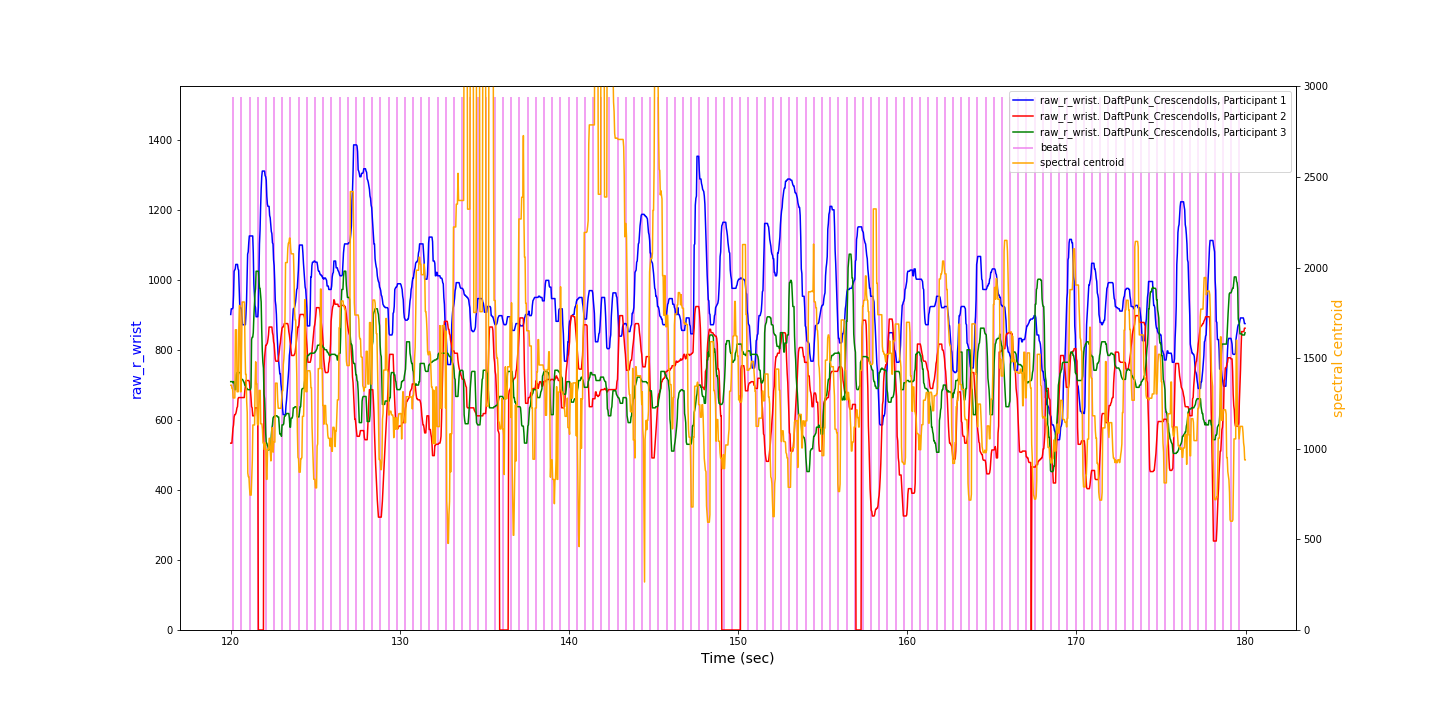 raw_r_wrist. DaftPunk_Crescendolls, Participant 1
raw_r_wrist. DaftPunk_Crescendolls, Participant 2
raw_r_wrist. DaftPunk_Crescendolls, Participant 3
beats
spectral centroid
1400
1200
1000
800
600
400
200
0
raw_r_wrist
3000
2500
2000
1500
1000
500
0
spectral centroid
120 130 140 150 160 170 180
Time (sec)